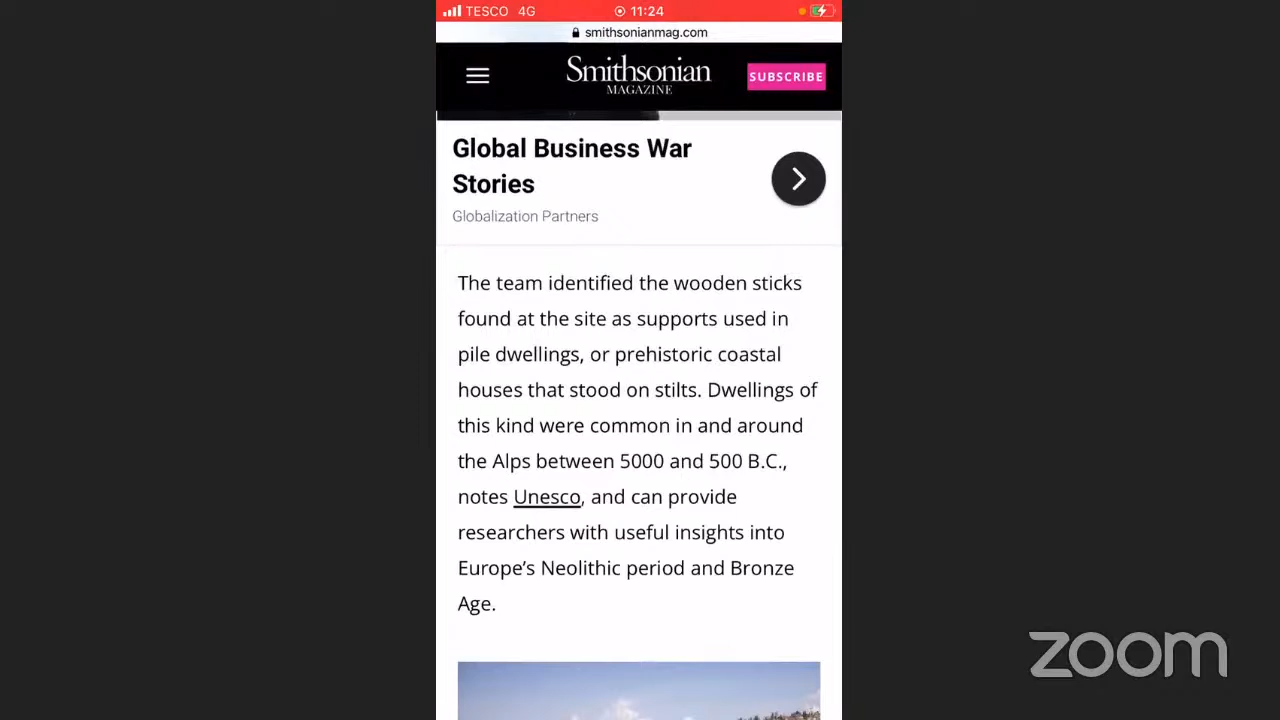 TESCO 4G 11:24
smithsonianmag.com
Smithsonian
MAGAZINE
SUBSCRIBE
Global Business War
Stories
Globalization Partners
The team identified the wooden sticks
found at the site as supports used in
pile dwellings, or prehistoric coastal
houses that stood on stilts. Dwellings of
this kind were common in and around
the Alps between 5000 and 500 B.C.,
notes Unesco, and can provide
researchers with useful insights into
Europe’s Neolithic period and Bronze
Age.
zoom